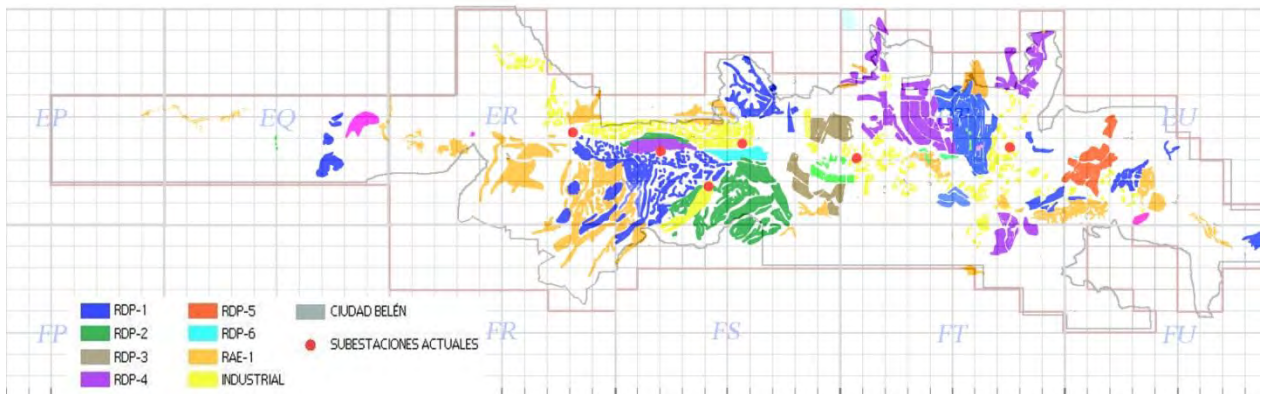 EP
EQ
ER
FS
EU
FP
FR
FS
FT
FU
RDP-1
RDP-2
RDP-3
RDP-4
RDP-5
RDP-6
RAE-1
INDUSTRIAL
CIUDAD BELÉN
SUBESTACIONES ACTUALES